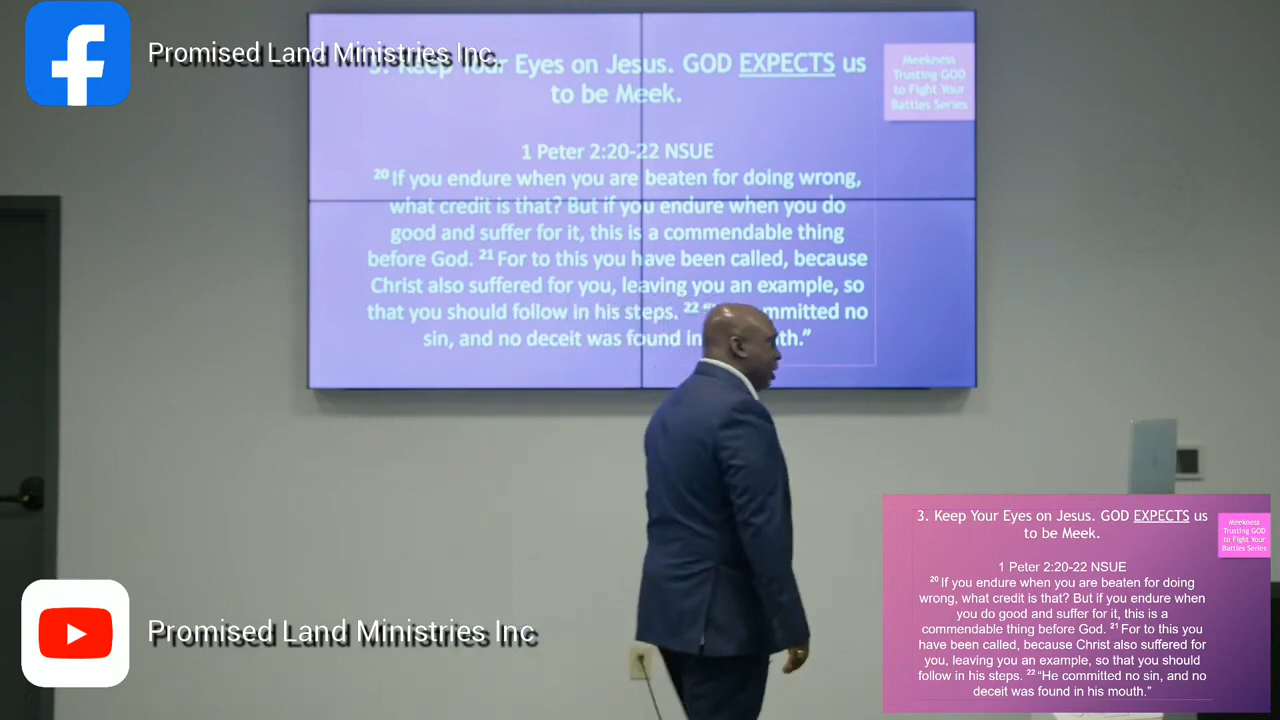 Promised Land Ministries Inc.
3. Keep Your Eyes on Jesus. GOD EXPECTS us
to be Meek.
Meekness
Trusting GOD
to Fight Your
Battles Series
1 Peter 2:20-22 NSUE
20 If you endure when you are beaten for doing wrong,
what credit is that? But if you endure when you do
good and suffer for it, this is a commendable thing
before God. 21 For to this you have been called, because
Christ also suffered for you, leaving you an example, so
that you should follow in his steps. 22 mmitted no
sin, and no deceit was found in th.”
Promised Land Ministries Inc
3. Keep Your Eyes on Jesus. GOD EXPECTS us
to be Meek.
Meekness
Trusting GOD
to Fight Your
Battles Series
1 Peter 2:20-22 NSUE
20 If you endure when you are beaten for doing
wrong, what credit is that? But if you endure when
you do good and suffer for it, this is a
commendable thing before God. 21 For to this you
have been called, because Christ also suffered for
you, leaving you an example, so that you should
follow in his steps. 22 “He committed no sin, and no
deceit was found in his mouth.”